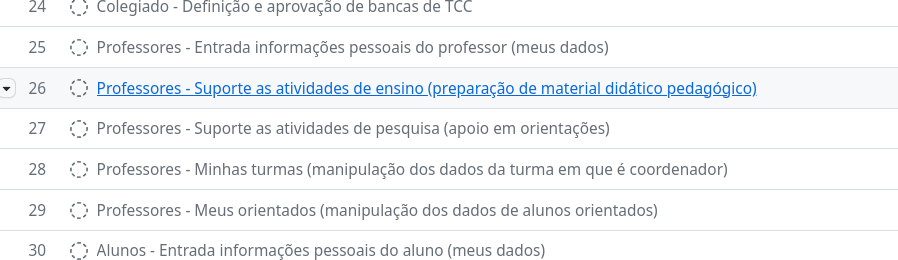 24 Colegiado - Definição e aprovação de bancas de TCC
25 Professores - Entrada informações pessoais do professor (meus dados)
26 Professores - Suporte as atividades de ensino (preparação de material didático pedagógico)
27 Professores - Suporte as atividades de pesquisa (apoio em orientações)
28 Professores - Minhas turmas (manipulação dos dados da turma em que é coordenador)
29 Professores - Meus orientados (manipulação dos dados de alunos orientados)
30 Alunos - Entrada informações pessoais do aluno (meus dados)